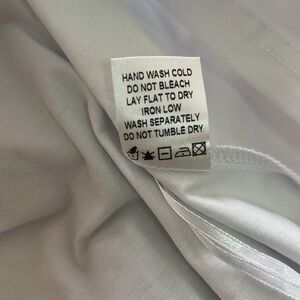 HAND WASH COLD
DO NOT BLEACH
LAY FLAT TO DRY
IRON LOW
WASH SEPARATELY
DO NOT TUMBLE DRY